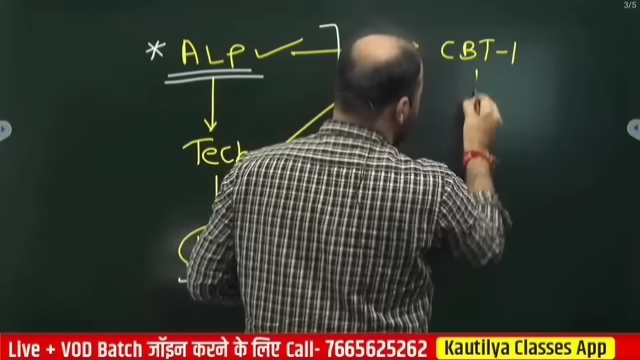 3/5
* ALP ✓ CBT-1
Tech
Live + VOD Batch जॉइन करने के लिए Call- 7665625262 Kautilya Classes App